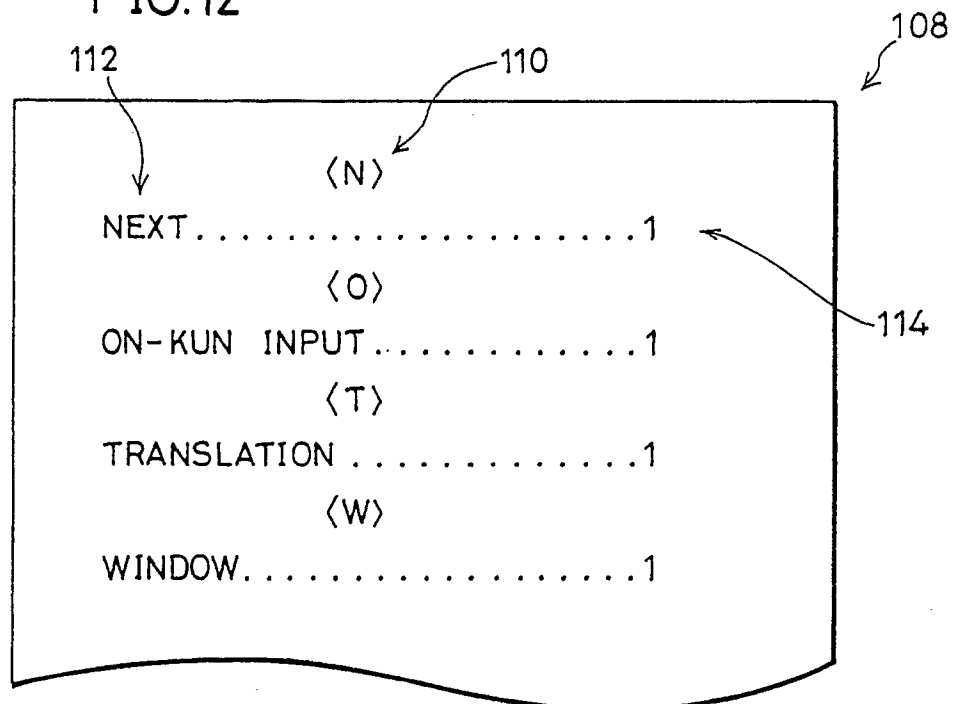 FIG.12
108
112
110
〈N〉
NEXT.....................1
114
〈O〉
ON-KUN INPUT.............1
〈T〉
TRANSLATION .............1
〈W〉
WINDOW...................1